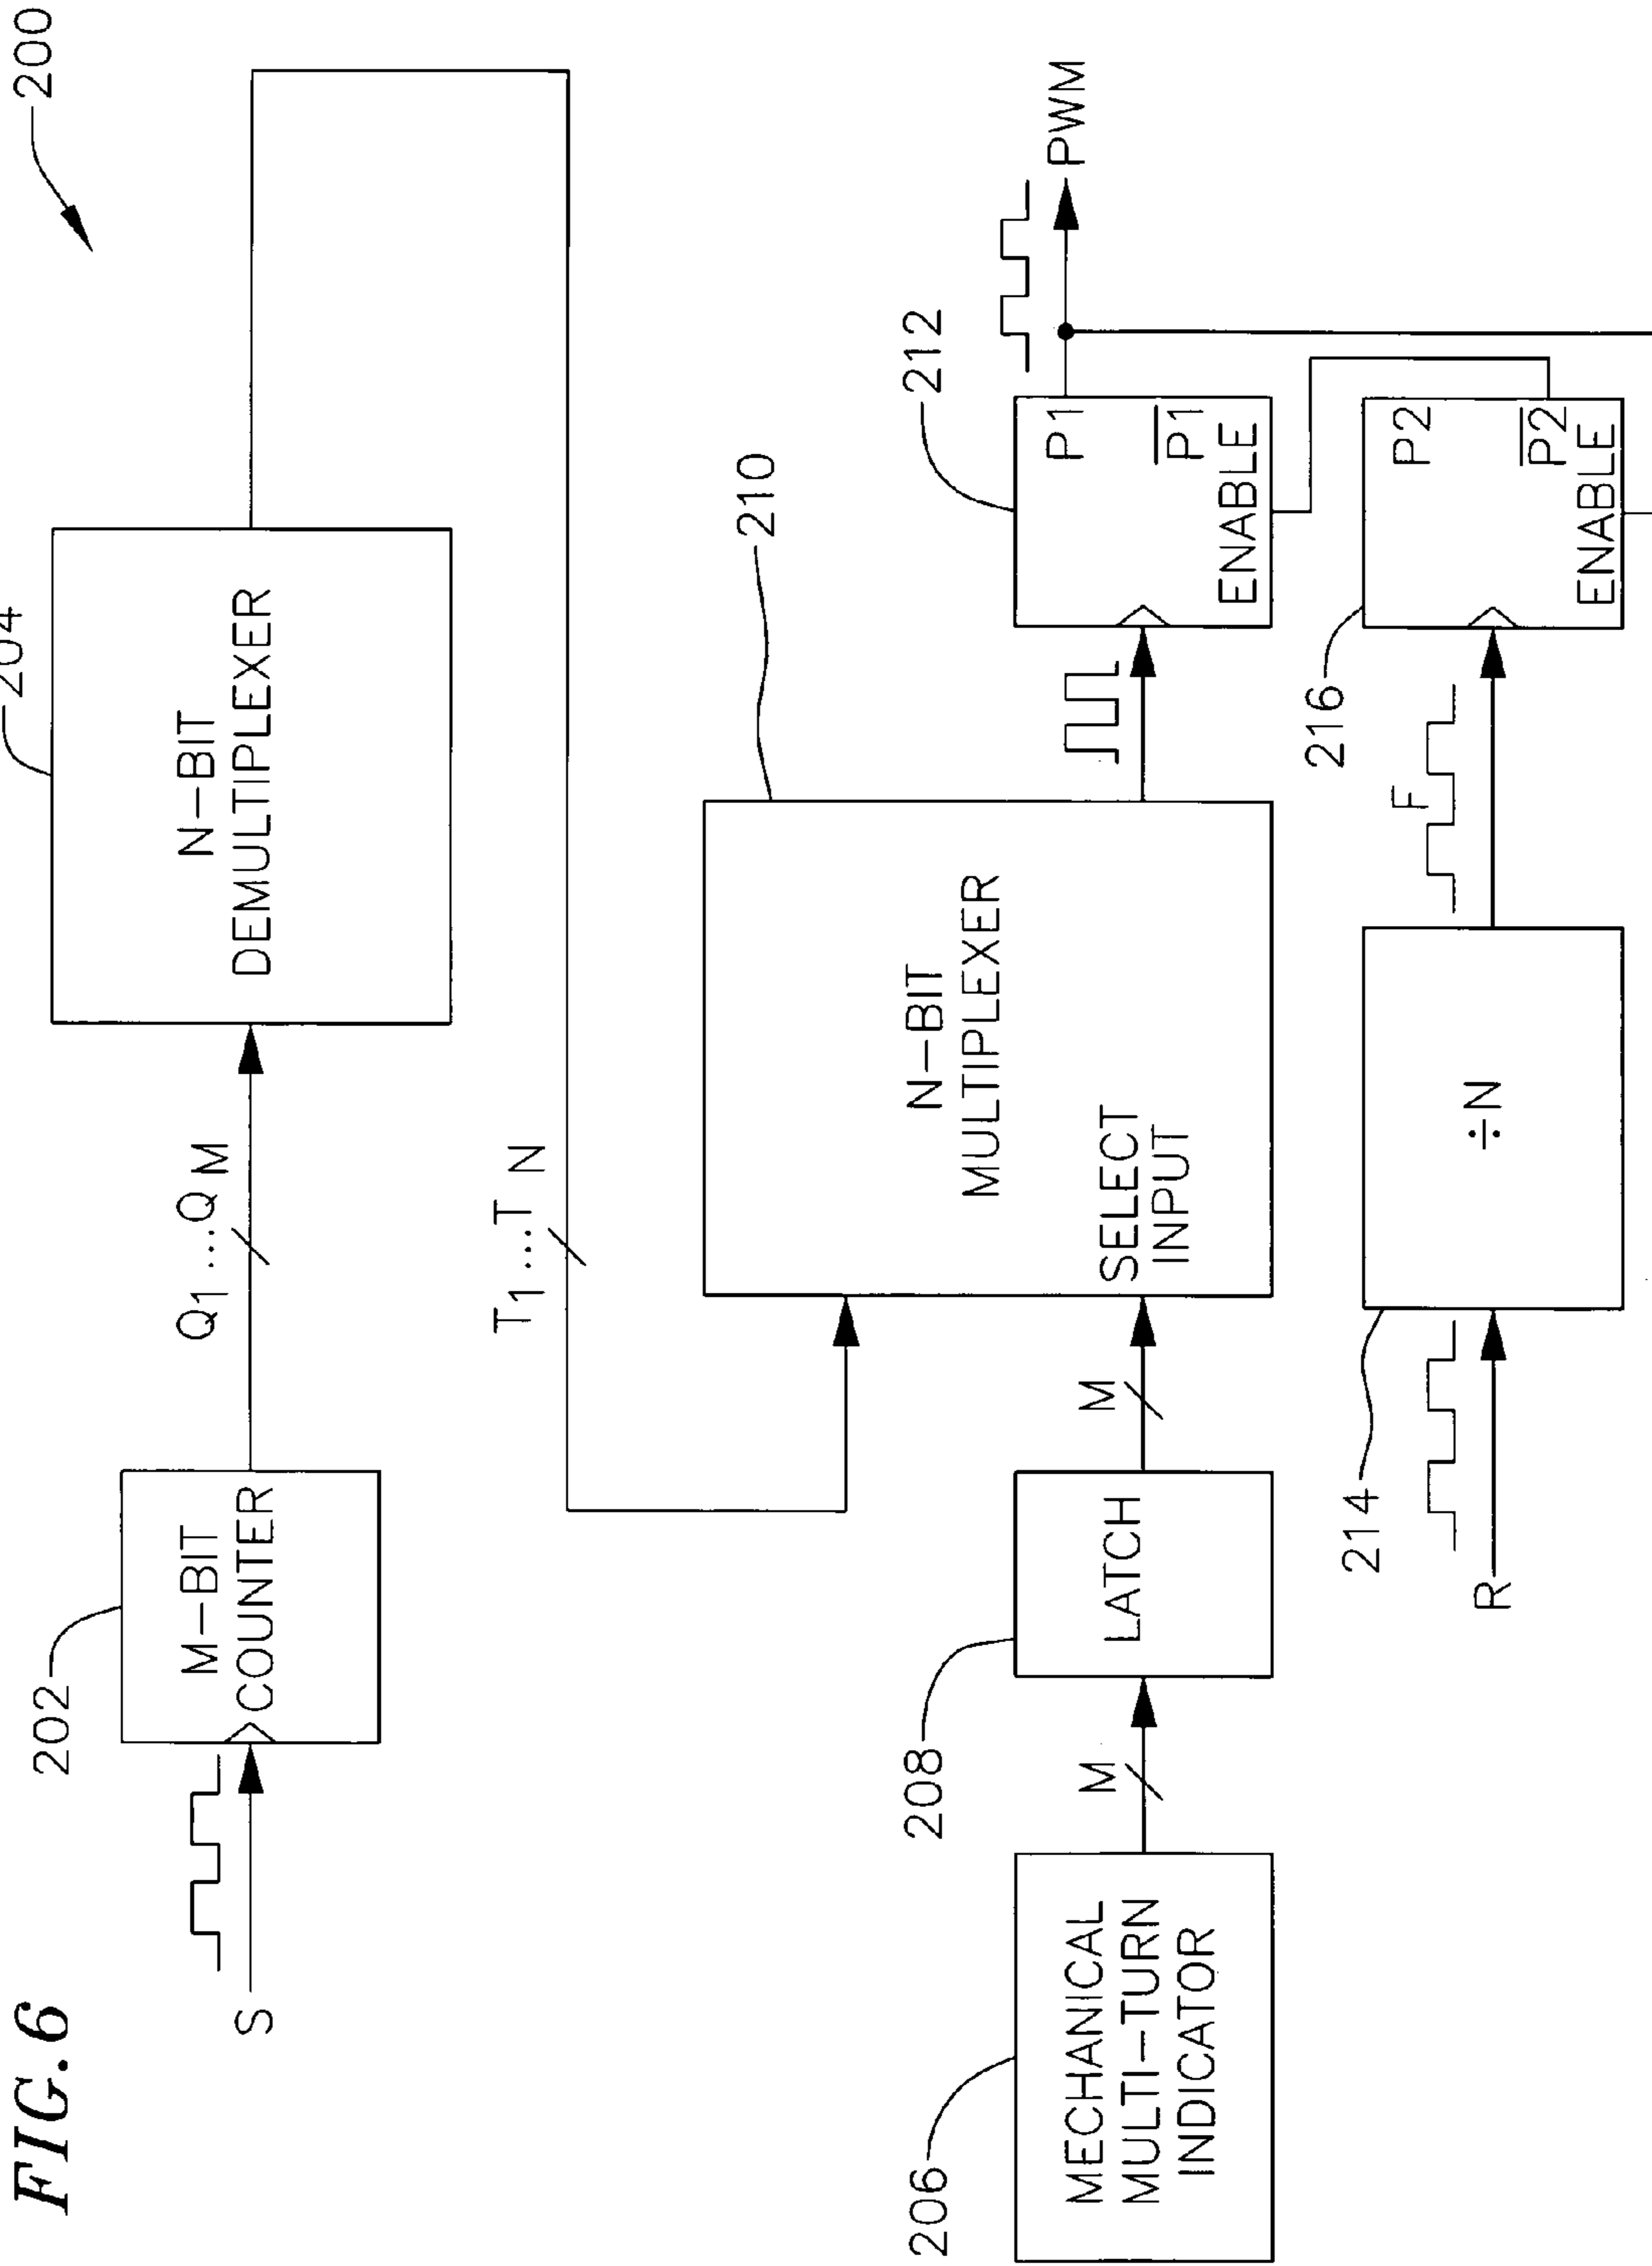 FIG. 6
200
202
M-BIT
COUNTER
S
Q1 ... QM
204
N-BIT
DEMULTIPLEXER
T1 ... TN
206
MECHANICAL
MULTI-TURN
INDICATOR
M
208
LATCH
M
210
N-BIT
MULTIPLEXER
SELECT
INPUT
212
P1
P1
ENABLE
PWM
R
214
÷N
F
216
P2
P2
ENABLE